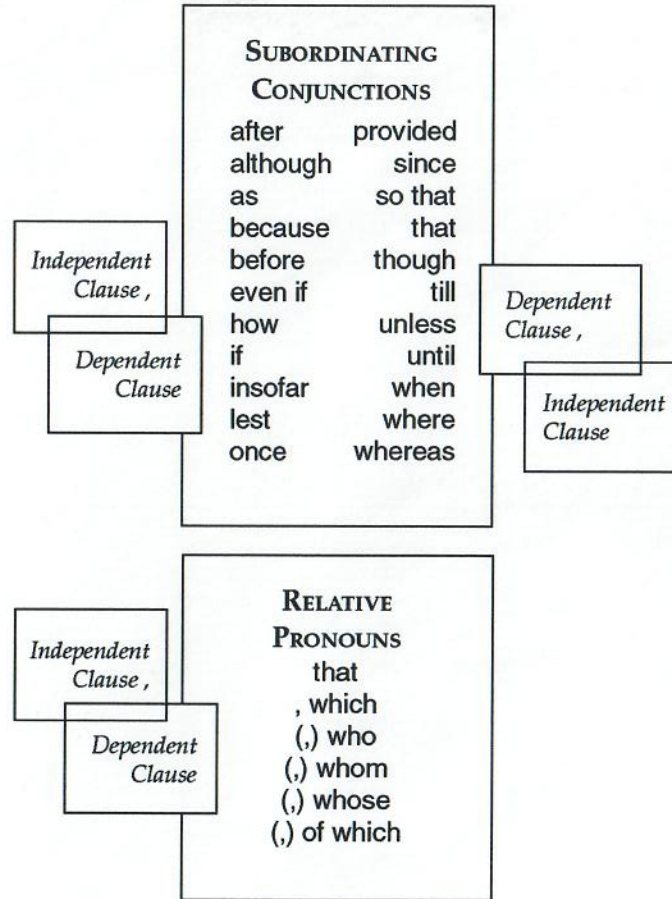 SUBORDINATING
CONJUNCTIONS
after provided
although since
as so that
because that
before though
even if till
how unless
if until
insofar when
lest where
once whereas
Independent
Clause ,
Dependent
Clause
Dependent
Clause ,
Independent
Clause
RELATIVE
PRONOUNS
that
, which
(,) who
(,) whom
(,) whose
(,) of which
Independent
Clause ,
Dependent
Clause